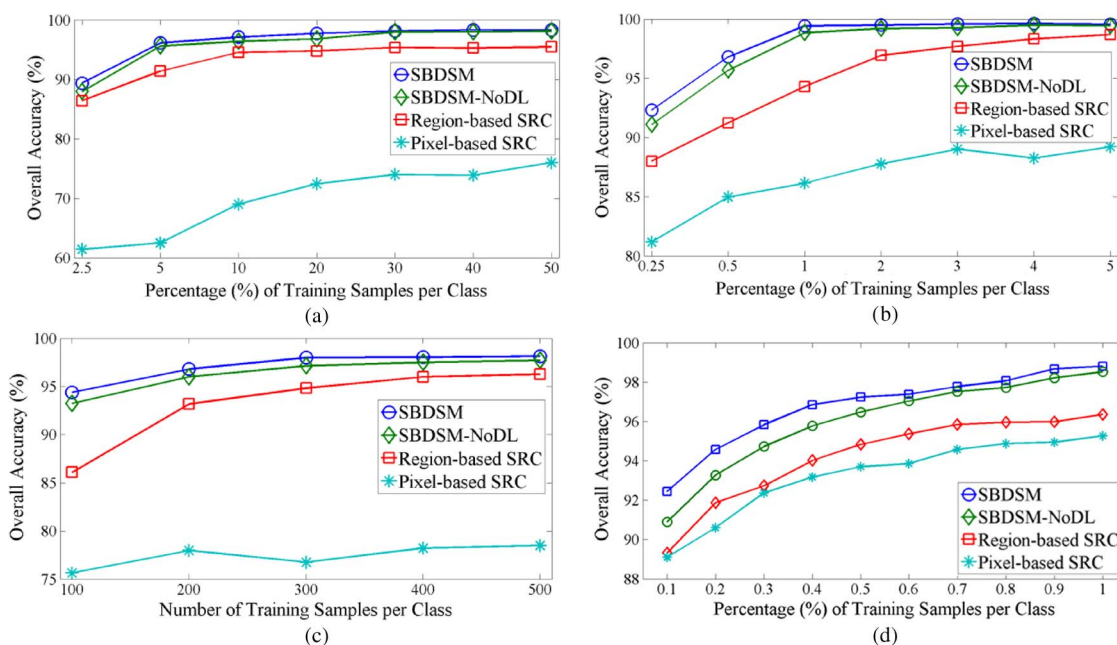 100
90
80
70
60
Overall Accuracy (%)
SBDSM
SBDSM-NoDL
Region-based SRC
Pixel-based SRC
2.5 5 10 20 30 40 50
Percentage (%) of Training Samples per Class
(a)
100
95
90
85
80
Overall Accuracy (%)
SBDSM
SBDSM-NoDL
Region-based SRC
Pixel-based SRC
0.25 0.5 1 2 3 4 5
Percentage (%) of Training Samples per Class
(b)
100
95
90
85
80
75
Overall Accuracy (%)
SBDSM
SBDSM-NoDL
Region-based SRC
Pixel-based SRC
100 200 300 400 500
Number of Training Samples per Class
(c)
100
98
96
94
92
90
88
Overall Accuracy (%)
SBDSM
SBDSM-NoDL
Region-based SRC
Pixel-based SRC
0.1 0.2 0.3 0.4 0.5 0.6 0.7 0.8 0.9 1
Percentage (%) of Training Samples per Class
(d)